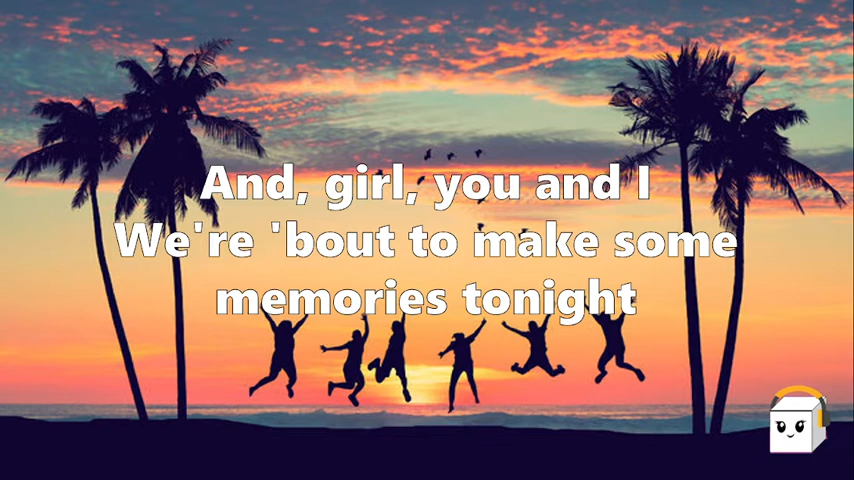 And, girl, you and I
We're 'bout to make some
memories tonight